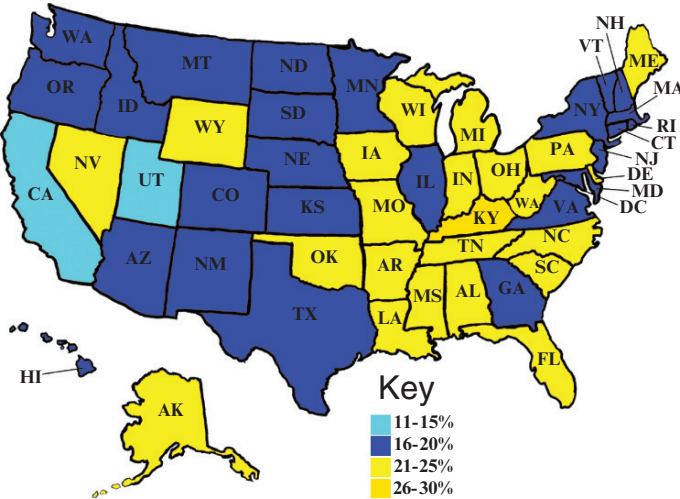 NH
WA
VT
MT
ND
ME
MN
OR
MA
ID
SD
WI
NY
WY
MI
RI
CT
IA
PA
NE
NV
OH
NJ
UT
IL
IN
DE
CA
CO
WA
MD
MO
KS
VA
DC
KY
NC
TN
AZ
OK
NM
AR
SC
MS
AL
GA
TX
LA
FL
HI
Key
AK
11-15%
16-20%
21-25%
26-30%